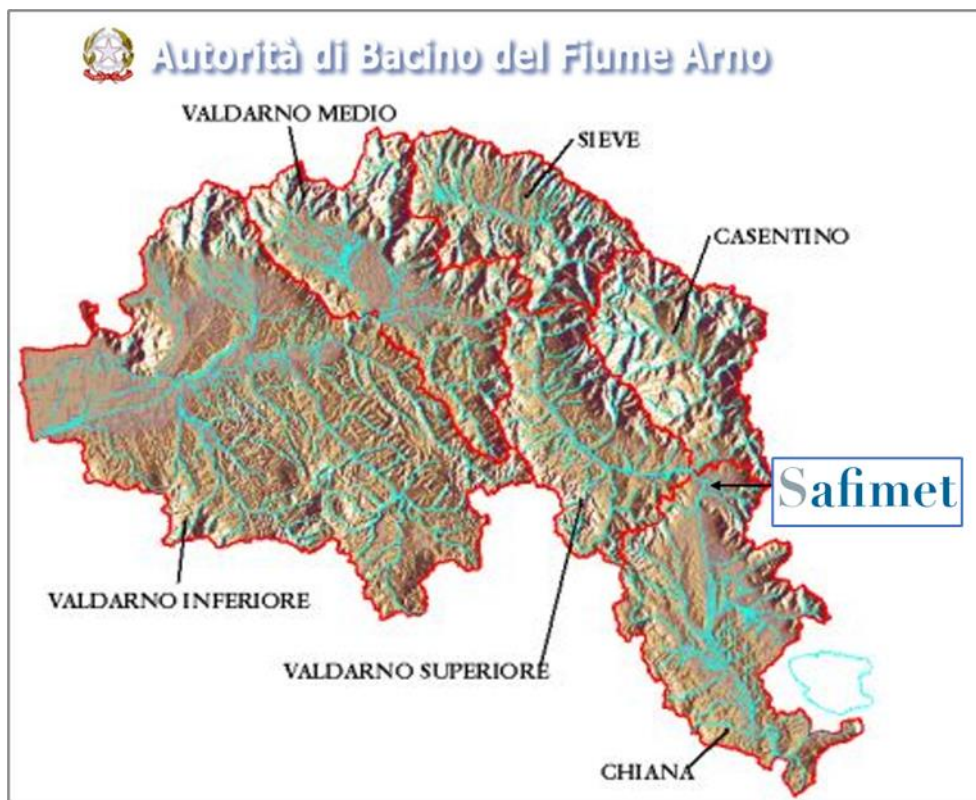 Autorità di Bacino del Fiume Arno
VALDARNO MEDIO
SIEVE
CASENTINO
Safimet
VALDARNO INFERIORE
VALDARNO SUPERIORE
CHIANA